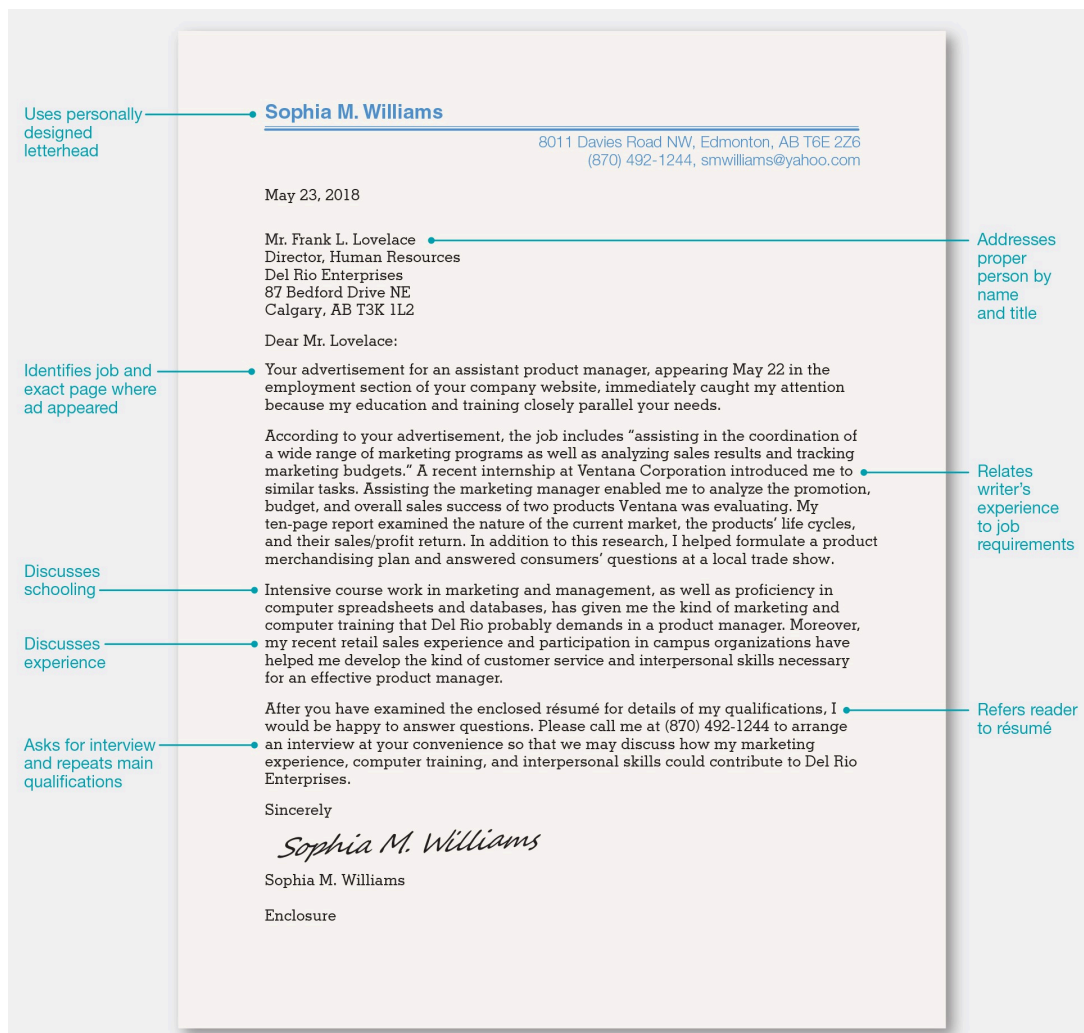 Uses personally
designed
letterhead
Sophia M. Williams
8011 Davies Road NW, Edmonton, AB T6E 2Z6
(870) 492-1244, smwilliams@yahoo.com
May 23, 2018
Mr. Frank L. Lovelace
Director, Human Resources
Del Rio Enterprises
87 Bedford Drive NE
Calgary, AB T3K 1L2
Addresses
proper
person by
name
and title
Dear Mr. Lovelace:
Identifies job and
exact page where
ad appeared
Your advertisement for an assistant product manager, appearing May 22 in the
employment section of your company website, immediately caught my attention
because my education and training closely parallel your needs.
According to your advertisement, the job includes “assisting in the coordination of
a wide range of marketing programs as well as analyzing sales results and tracking
marketing budgets.” A recent internship at Ventana Corporation introduced me to
similar tasks. Assisting the marketing manager enabled me to analyze the promotion,
budget, and overall sales success of two products Ventana was evaluating. My
ten-page report examined the nature of the current market, the products’ life cycles,
and their sales/profit return. In addition to this research, I helped formulate a product
merchandising plan and answered consumers’ questions at a local trade show.
Relates
writer’s
experience
to job
requirements
Discusses
schooling
Intensive course work in marketing and management, as well as proficiency in
computer spreadsheets and databases, has given me the kind of marketing and
computer training that Del Rio probably demands in a product manager. Moreover,
my recent retail sales experience and participation in campus organizations have
helped me develop the kind of customer service and interpersonal skills necessary
for an effective product manager.
Discusses
experience
After you have examined the enclosed résumé for details of my qualifications, I
would be happy to answer questions. Please call me at (870) 492-1244 to arrange
an interview at your convenience so that we may discuss how my marketing
experience, computer training, and interpersonal skills could contribute to Del Rio
Enterprises.
Refers reader
to résumé
Asks for interview
and repeats main
qualifications
Sincerely
Sophia M. Williams
Sophia M. Williams
Enclosure